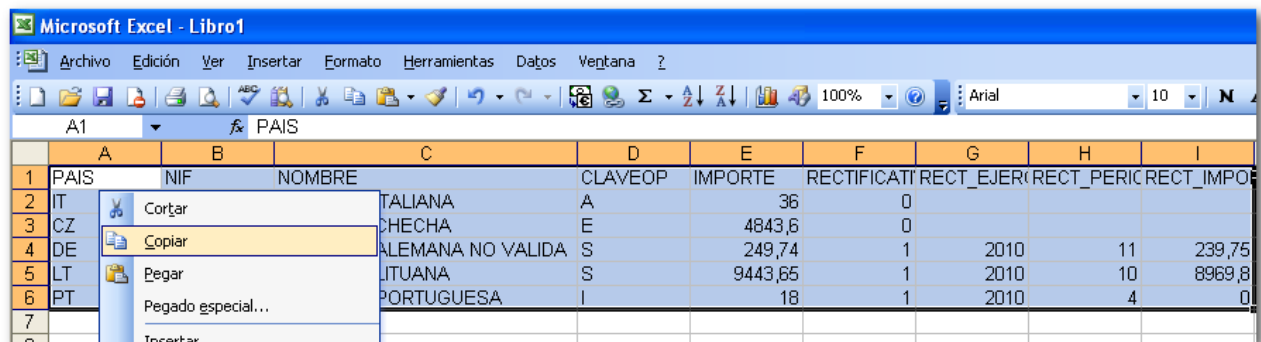 Microsoft Excel - Libro1
Archivo Edición Ver Insertar Formato Herramientas Datos Ventana ?
ABC 100% Arial 10 N
A1 fx PAIS
A B C D E F G H I
1 PAIS NIF NOMBRE CLAVEOP IMPORTE RECTIFICATI RECT_EJER RECT_PERIC RECT_IMPO
2 IT TALIANA A 36 0
3 CZ CHECHA E 4843,6 0
4 DE ALEMANA NO VALIDA S 249,74 1 2010 11 239,75
5 LT LITUANA S 9443,65 1 2010 10 8969,8
6 PT PORTUGUESA I 18 1 2010 4 0
7
Cortar
Copiar
Pegar
Pegado especial...
Insertar